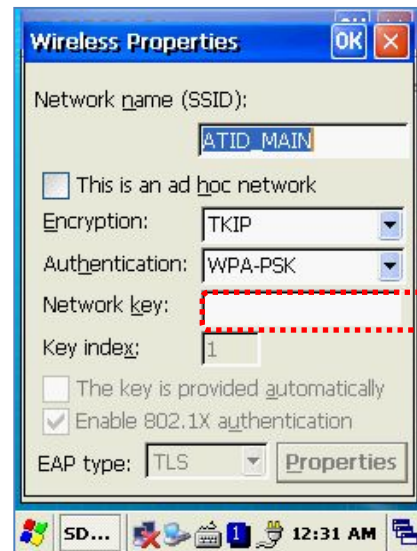 Wireless Properties OK
Network name (SSID):
ATID_MAIN
This is an ad hoc network
Encryption: TKIP
Authentication: WPA-PSK
Network key:
Key index: 1
The key is provided automatically
Enable 802.1X authentication
EAP type: TLS Properties
SD... 1 12:31 AM